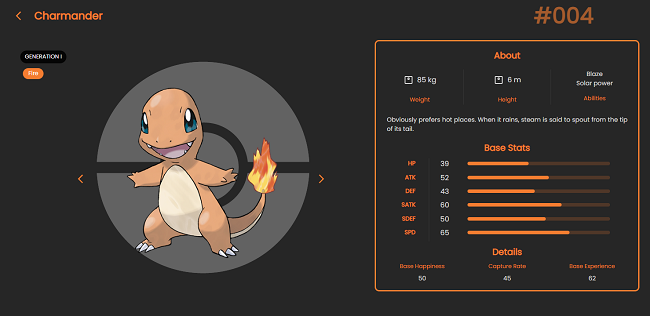 Charmander
#004
GENERATION I
Fire
About
85 kg
Weight
6 m
Height
Blaze
Solar power
Abilities
Obviously prefers hot places. When it rains, steam is said to spout from the tip
of its tail.
Base Stats
HP 39
ATK 52
DEF 43
SATK 60
SDEF 50
SPD 65
Details
Base Happiness Capture Rate Base Experience
50 45 62